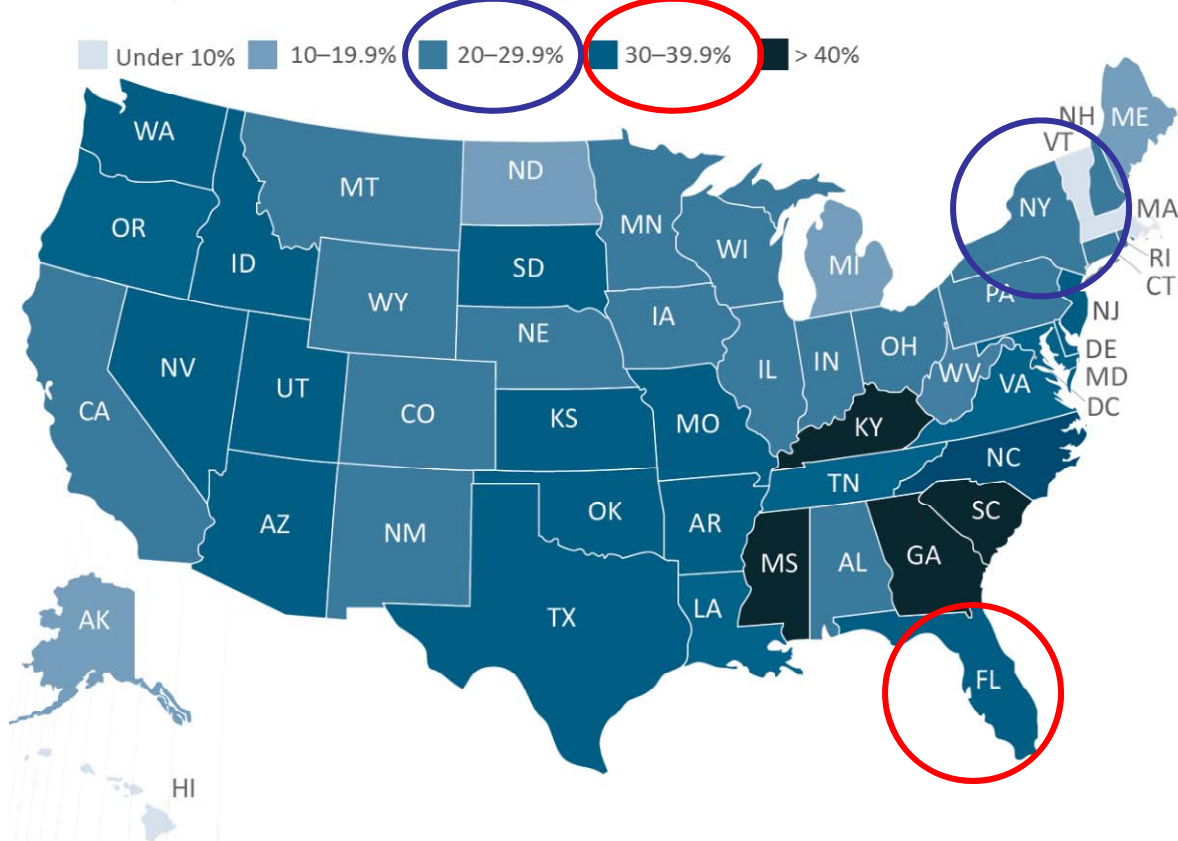 Under 10%
10–19.9%
20–29.9%
30–39.9%
> 40%
WA
MT
ND
MN
NH
VT
ME
OR
ID
SD
WI
MI
NY
MA
RI
CT
WY
NE
IA
PA
NJ
NV
UT
CO
KS
MO
IL
IN
OH
WV
VA
DE
MD
DC
CA
KY
NC
AZ
NM
OK
AR
TN
SC
TX
LA
MS
AL
GA
AK
FL
HI